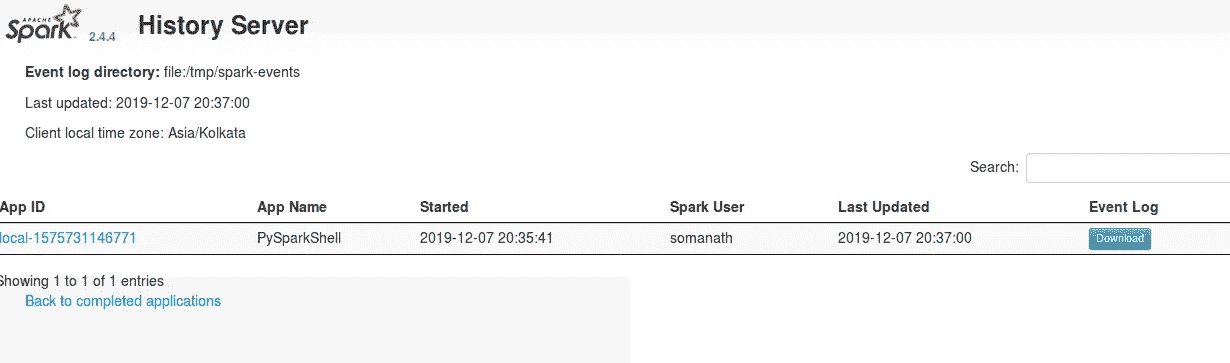 APACHE
Spark 2.4.4 History Server
Event log directory: file:/tmp/spark-events
Last updated: 2019-12-07 20:37:00
Client local time zone: Asia/Kolkata
Search:
App ID App Name Started Spark User Last Updated Event Log
local-1575731146771 PySparkShell 2019-12-07 20:35:41 somanath 2019-12-07 20:37:00 Download
Showing 1 to 1 of 1 entries
Back to completed applications